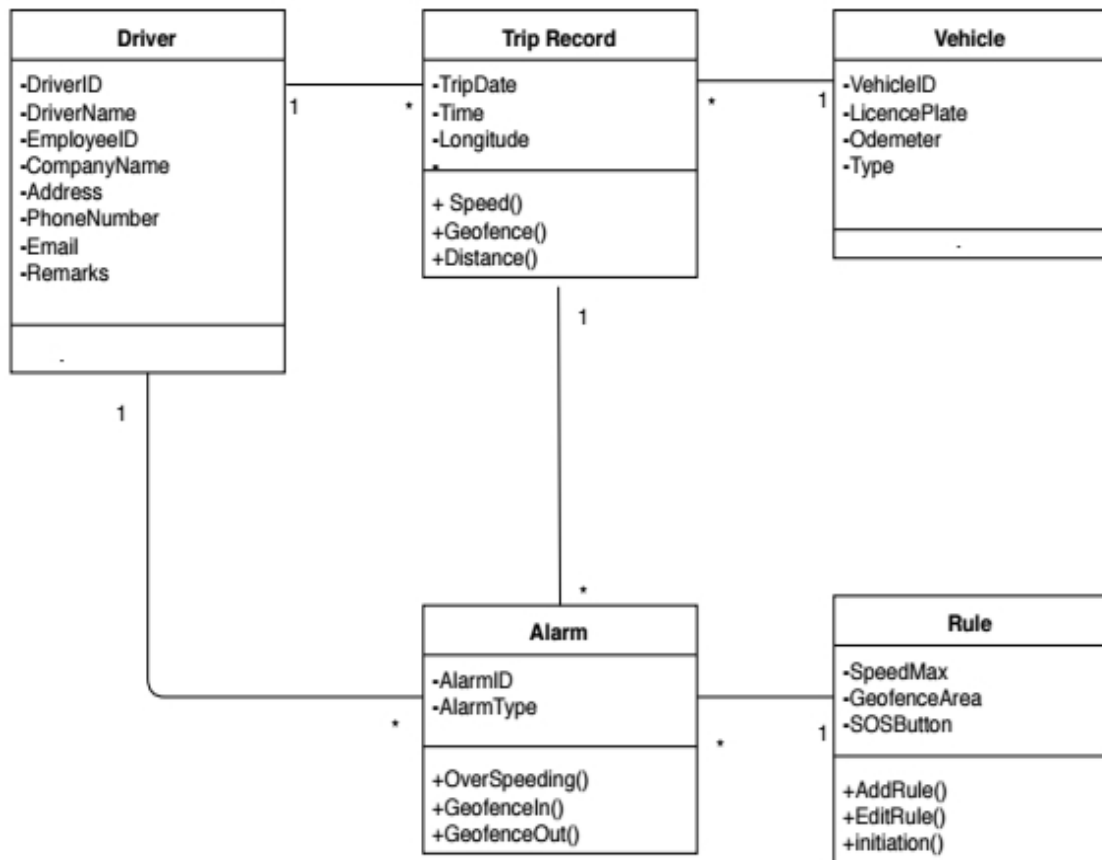 Driver
-DriverID
-DriverName
-EmployeeID
-CompanyName
-Address
-PhoneNumber
-Email
-Remarks
-
1
*
Trip Record
-TripDate
-Time
-Longitude
-
+ Speed()
+Geofence()
+Distance()
*
1
Vehicle
-VehicleID
-LicencePlate
-Odemeter
-Type
-
1
1
*
*
Alarm
-AlarmID
-AlarmType
+OverSpeeding()
+GeofenceIn()
+GeofenceOut()
*
1
Rule
-SpeedMax
-GeofenceArea
-SOSButton
+AddRule()
+EditRule()
+initiation()